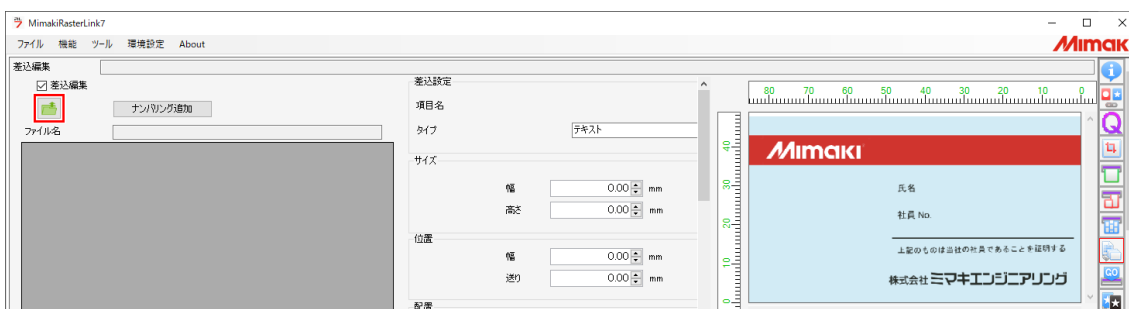 MimakiRasterLink7
ファイル 機能 ツール 環境設定 About
Mimak
差込編集
差込編集
ナンバリング追加
ファイル名
差込設定
項目名
タイプ テキスト
サイズ
幅 0.00 mm
高さ 0.00 mm
位置
幅 0.00 mm
送り 0.00 mm
配置
80 70 60 50 40 30 20 10 0
40
30
20
10
0
Mimaki
氏名
社員 No.
上記のものは当社の社員であることを証明する
株式会社ミマキエンジニアリング
GO